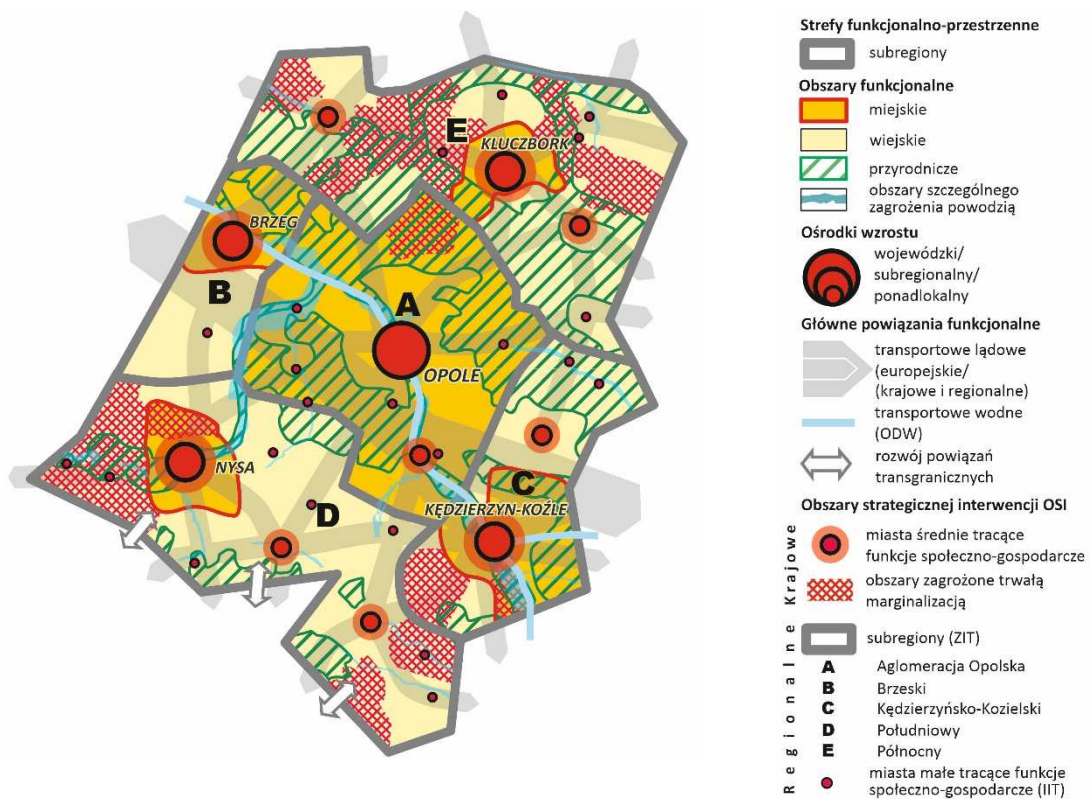 E
KLUCZBORK
BRZEG
B
A
OPOLE
NYSA
C
D
KĘDZIERZYN-KOŹLE
Strefy funkcjonalno-przestrzenne
subregiony
Obszary funkcjonalne
miejskie
wiejskie
przyrodnicze
obszary szczególnego
zagrożenia powodzią
Ośrodki wzrostu
wojewódzki/
subregionalny/
ponadlokalny
Główne powiązania funkcjonalne
transportowe lądowe
(europejskie/
(krajowe i regionalne)
transportowe wodne
(ODW)
rozwój powiązań
transgranicznych
Obszary strategicznej interwencji OSI
Krajowe
miasta średnie tracące
funkcje społeczno-gospodarcze
obszary zagrożone trwałą
marginalizacją
Regionalne
subregiony (ZIT)
A Aglomeracja Opolska
B Brzeski
C Kędzierzyńsko-Kozielski
D Południowy
E Północny
miasta małe tracące funkcje
społeczno-gospodarcze (IIT)